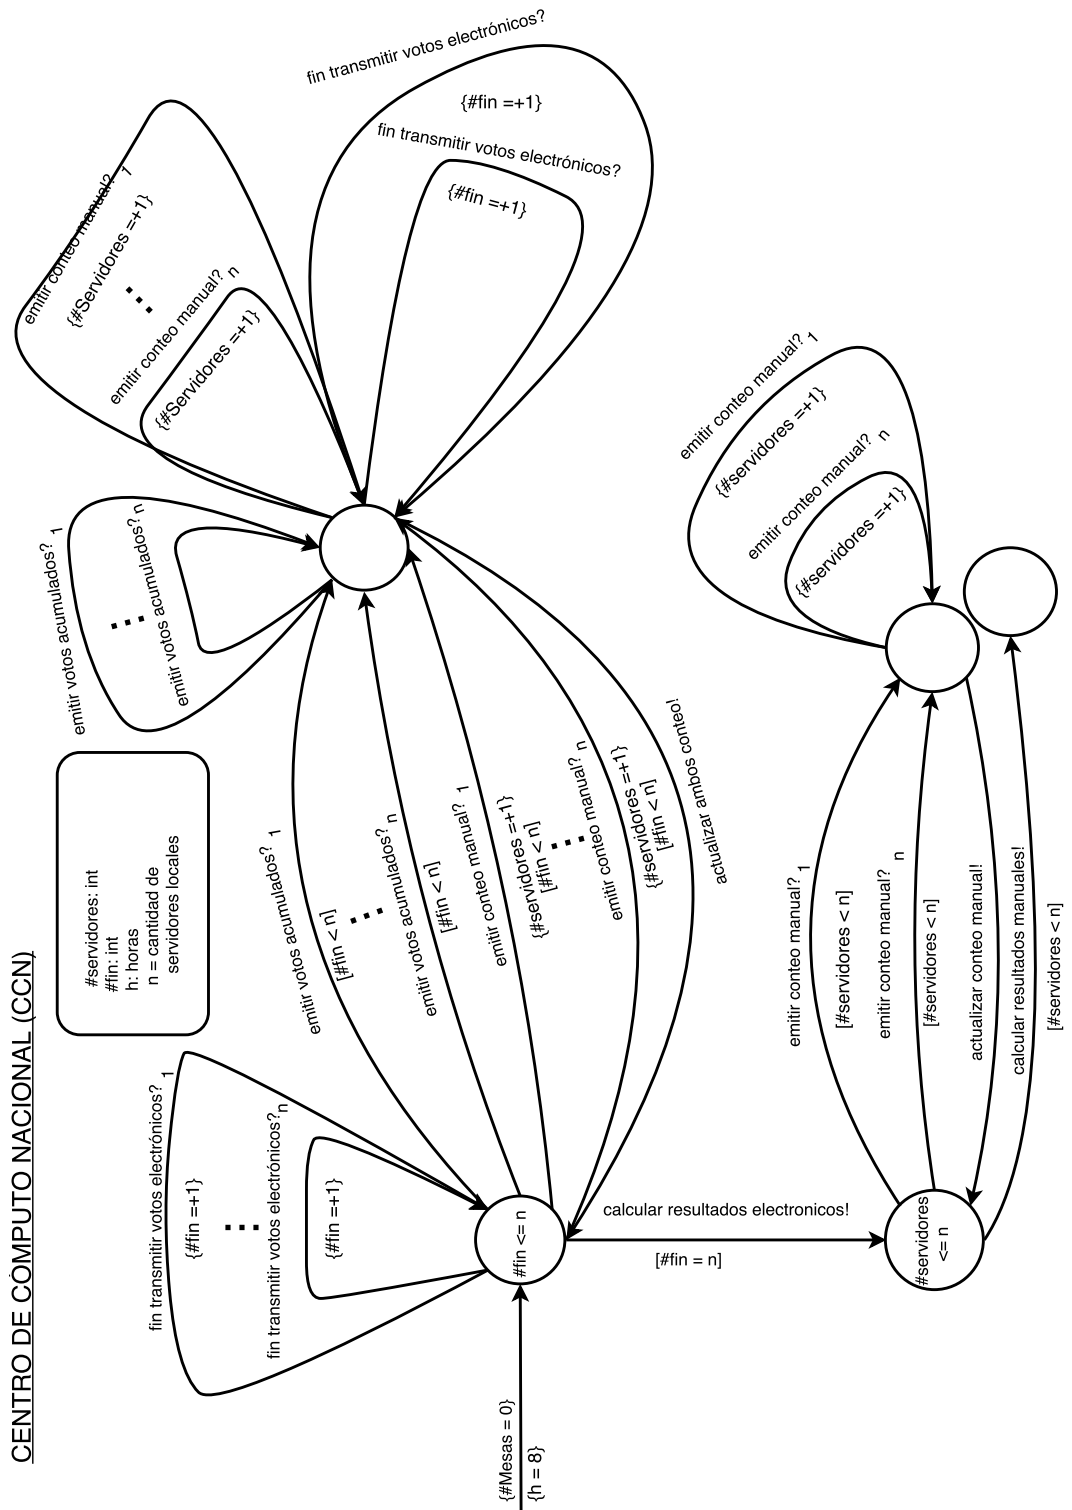 CENTRO DE CÓMPUTO NACIONAL (CCN)
#servidores: int
#fin: int
h: horas
n = cantidad de
servidores locales
{#Mesas = 0}
{h = 8}
#fin <= n
fin transmitir votos electrónicos? 1
{#fin =+1}
fin transmitir votos electrónicos? n
{#fin =+1}
emitir votos acumulados? 1
[#fin < n]
emitir votos acumulados? n
[#fin < n]
emitir conteo manual? 1
{#servidores =+1}
[#fin < n]
emitir conteo manual? n
{#servidores =+1}
[#fin < n]
actualizar ambos conteo!
emitir votos acumulados? 1
emitir votos acumulados? n
emitir conteo manual? 1
{#Servidores =+1}
emitir conteo manual? n
{#Servidores =+1}
fin transmitir votos electrónicos?
{#fin =+1}
fin transmitir votos electrónicos?
{#fin =+1}
calcular resultados electronicos!
[#fin = n]
#servidores
<= n
emitir conteo manual? 1
[#servidores < n]
emitir conteo manual? n
[#servidores < n]
actualizar conteo manual!
calcular resultados manuales!
[#servidores < n]
emitir conteo manual? 1
{#servidores =+1}
emitir conteo manual? n
{#servidores =+1}